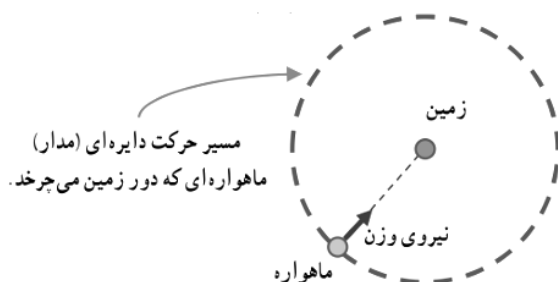 زمین
مسیر حرکت دایره‌ای (مدار)
ماهواره‌ای که دور زمین می‌چرخد.
نیروی وزن
ماهواره